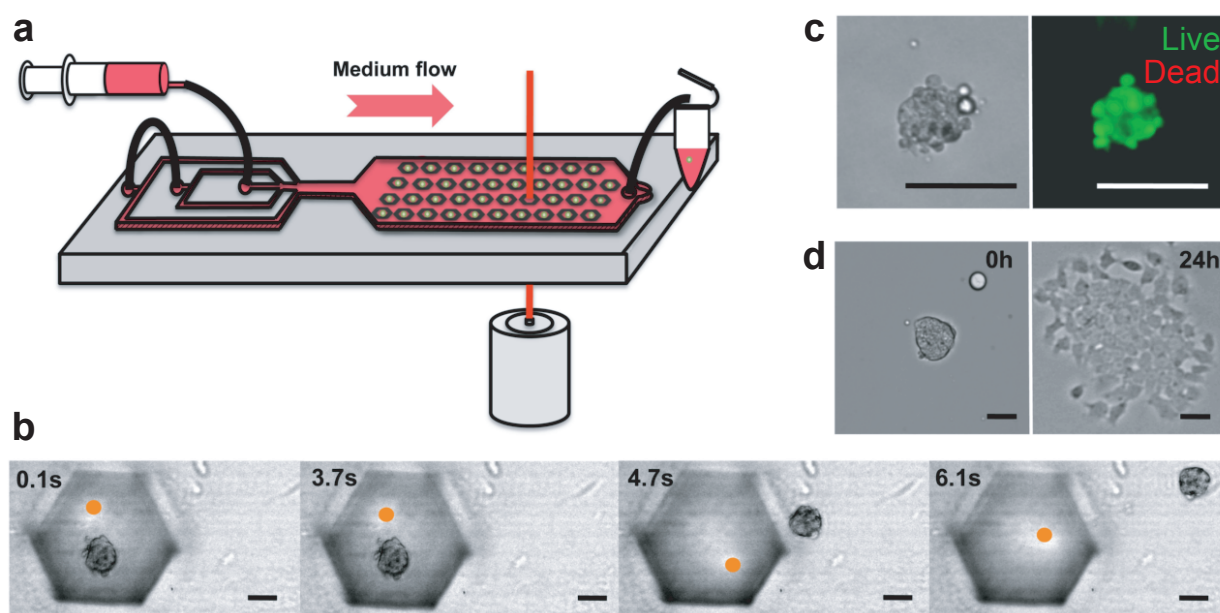 a
Medium flow
c
Live
Dead
d
0h
24h
b
0.1s
3.7s
4.7s
6.1s